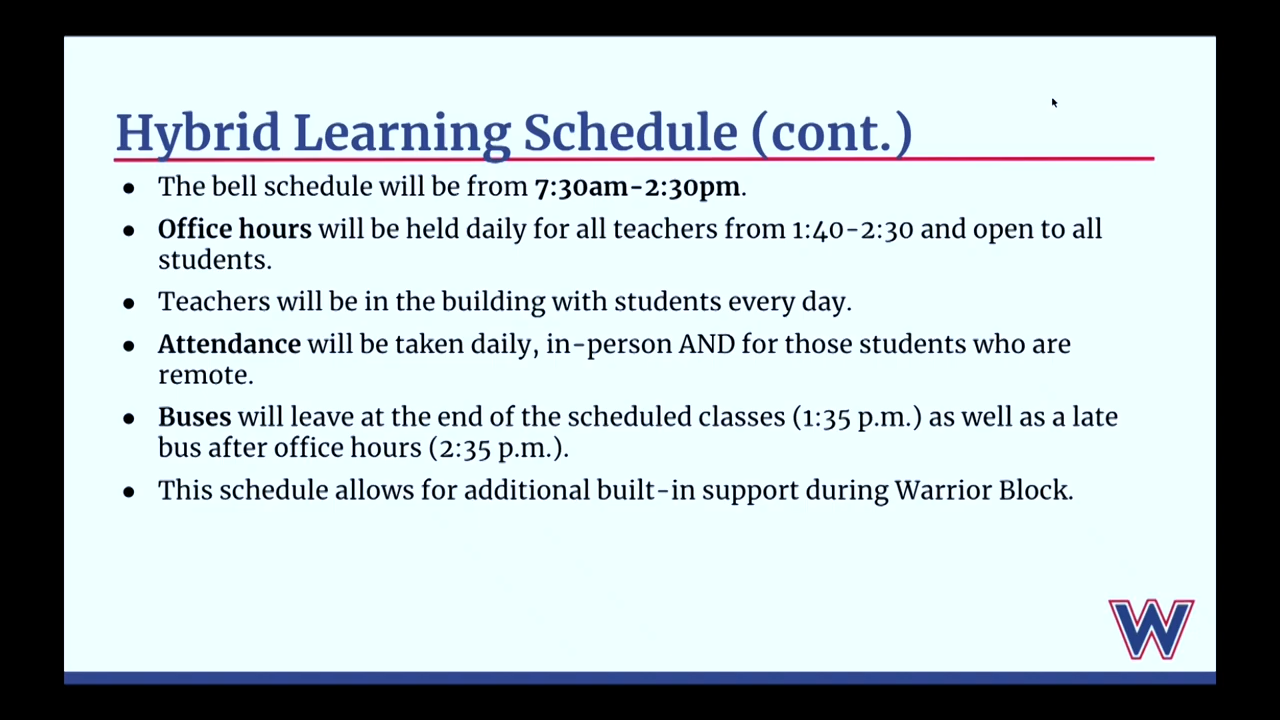 Hybrid Learning Schedule (cont.)
● The bell schedule will be from 7:30am-2:30pm.
● Office hours will be held daily for all teachers from 1:40-2:30 and open to all
students.
● Teachers will be in the building with students every day.
● Attendance will be taken daily, in-person AND for those students who are
remote.
● Buses will leave at the end of the scheduled classes (1:35 p.m.) as well as a late
bus after office hours (2:35 p.m.).
● This schedule allows for additional built-in support during Warrior Block.
W